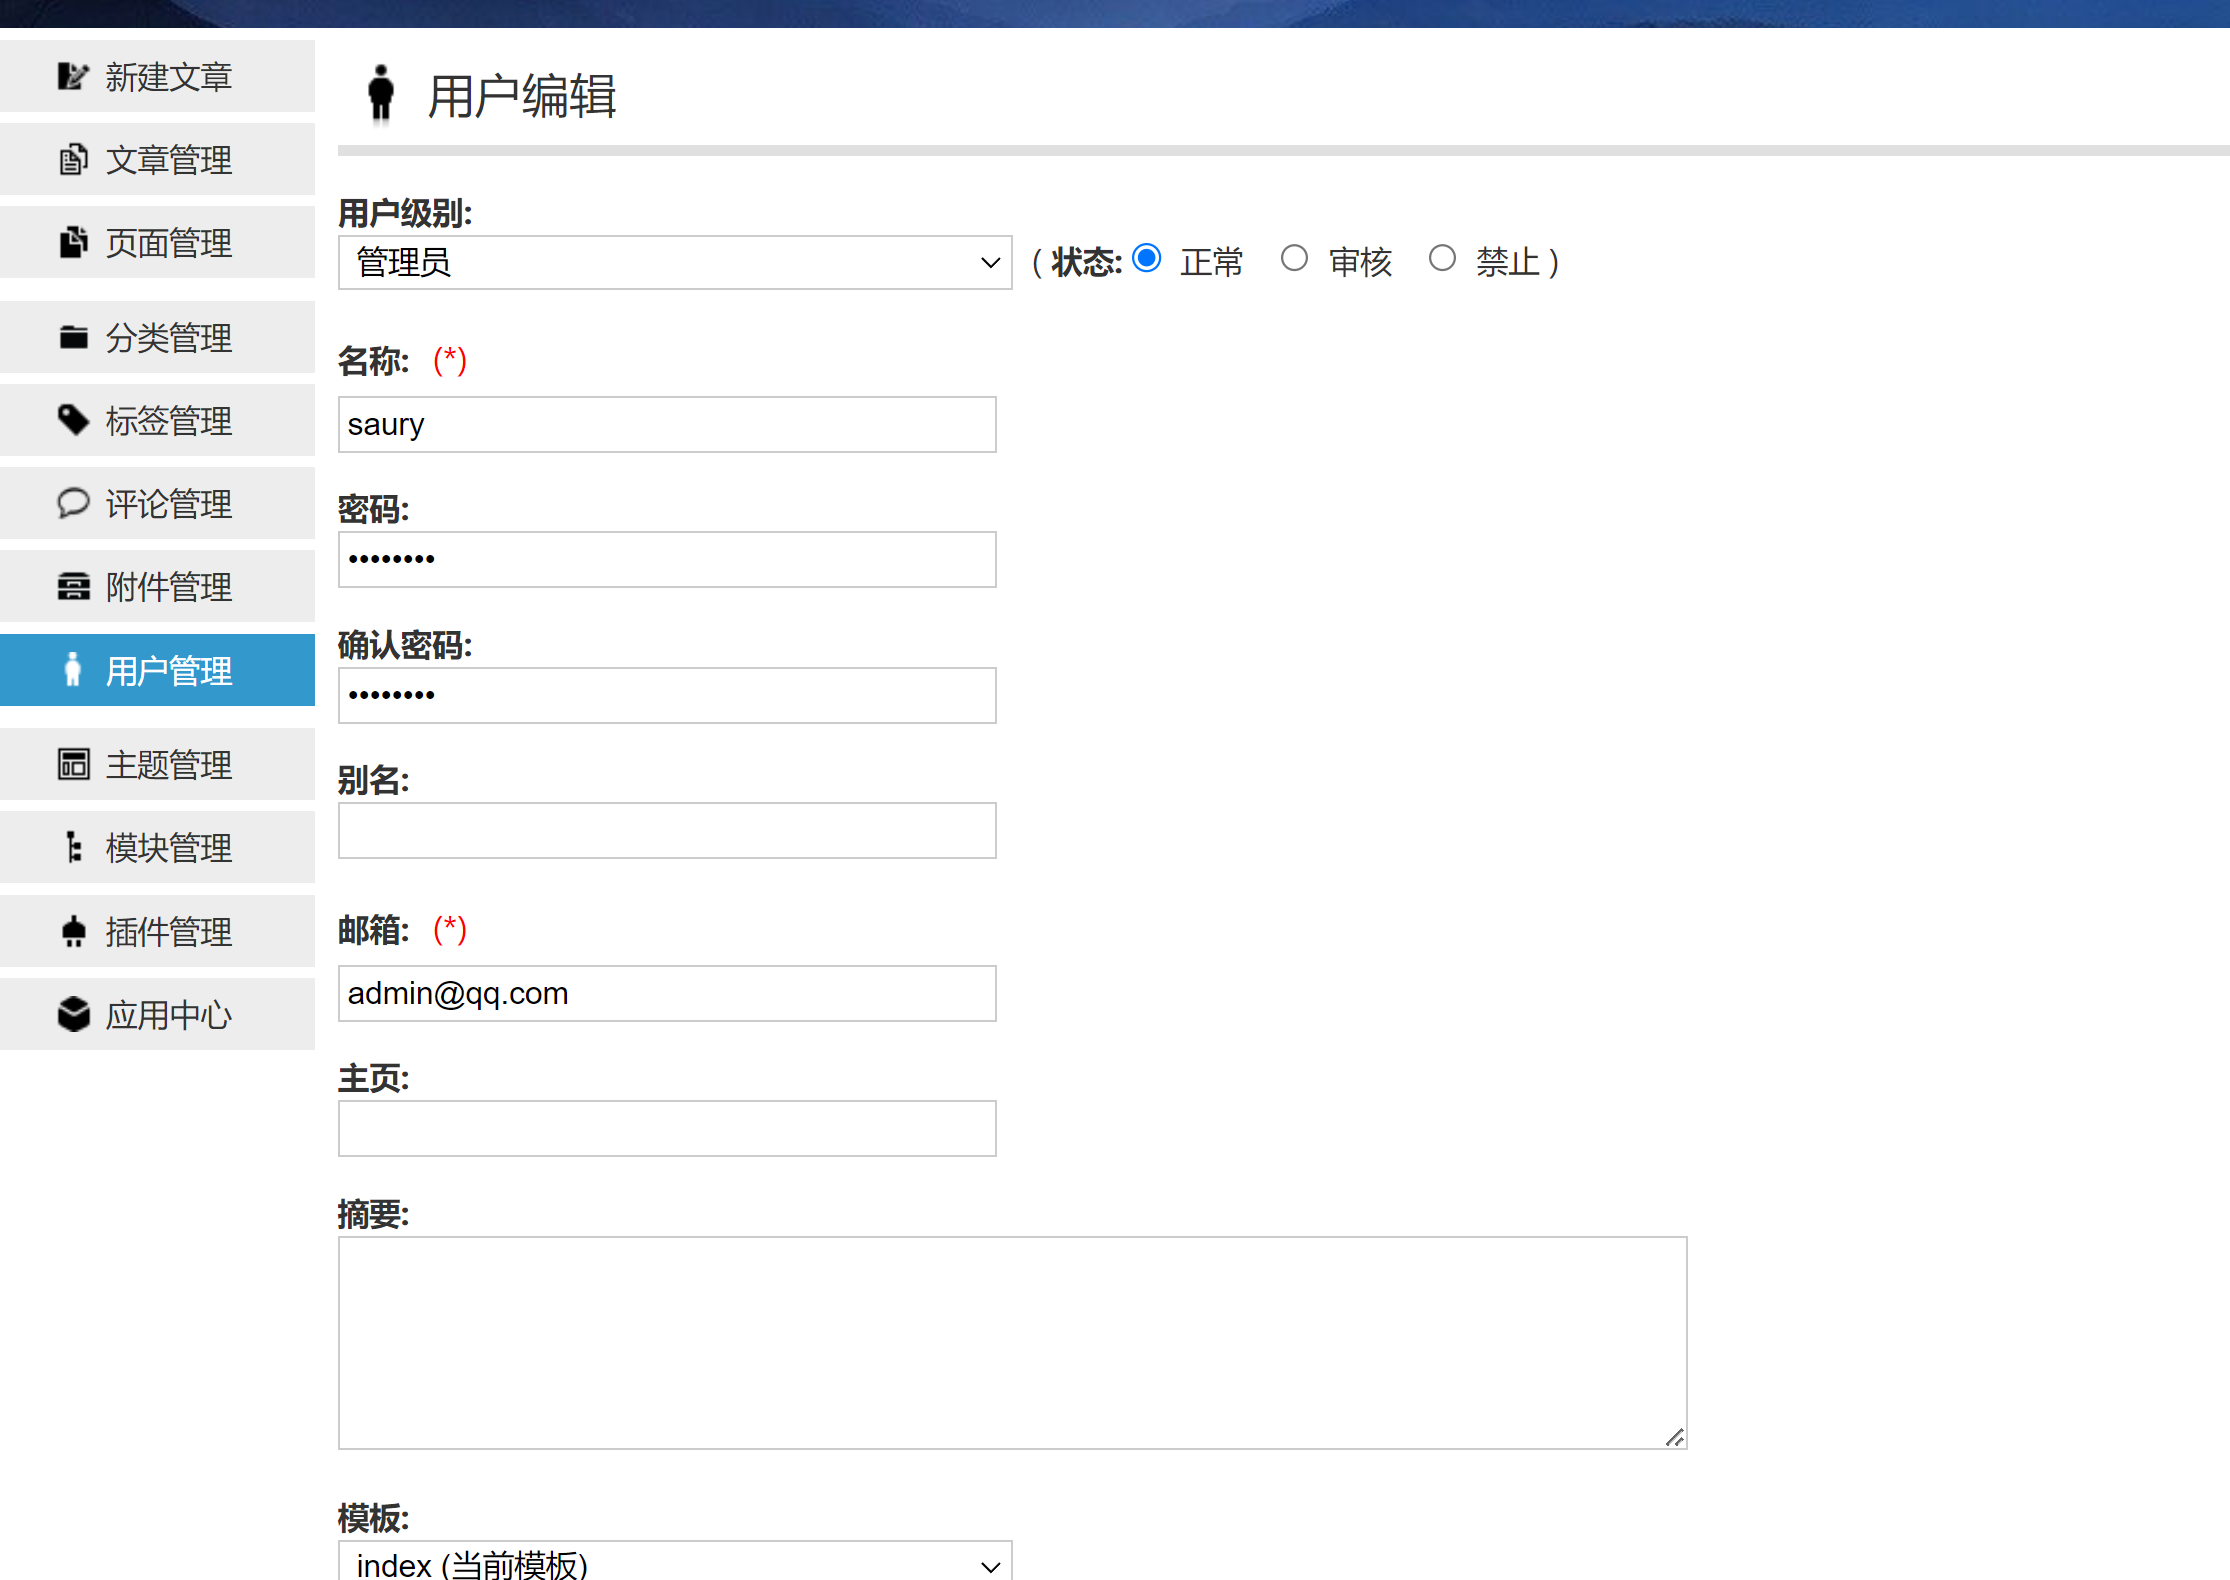 新建文章
文章管理
页面管理
分类管理
标签管理
评论管理
附件管理
用户管理
主题管理
模块管理
插件管理
应用中心
用户编辑
用户级别:
管理员 ( 状态: 正常 审核 禁止 )
名称: (*)
saury
密码:
••••••••
确认密码:
••••••••
别名:
邮箱: (*)
admin@qq.com
主页:
摘要:
模板:
index (当前模板)